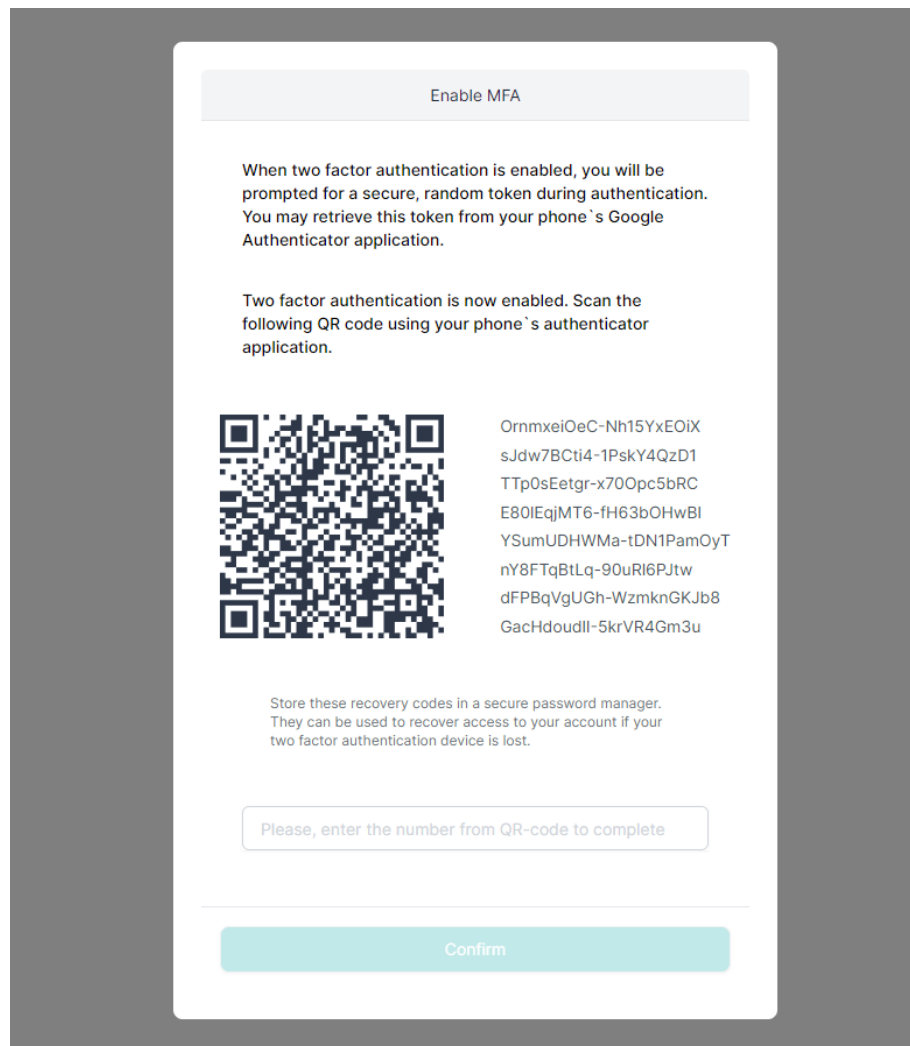 Enable MFA
When two factor authentication is enabled, you will be
prompted for a secure, random token during authentication.
You may retrieve this token from your phone`s Google
Authenticator application.
Two factor authentication is now enabled. Scan the
following QR code using your phone`s authenticator
application.
OrnmxeiOeC-Nh15YxEOiX
sJdw7BCti4-1PskY4QzD1
TTp0sEetgr-x70Opc5bRC
E80IEqjMT6-fH63bOHwBI
YSumUDHWMa-tDN1PamOyT
nY8FTqBtLq-90uRl6PJtw
dFPBqVgUGh-WzmknGKJb8
GacHdoudlI-5krVR4Gm3u
Store these recovery codes in a secure password manager.
They can be used to recover access to your account if your
two factor authentication device is lost.
Please, enter the number from QR-code to complete
Confirm